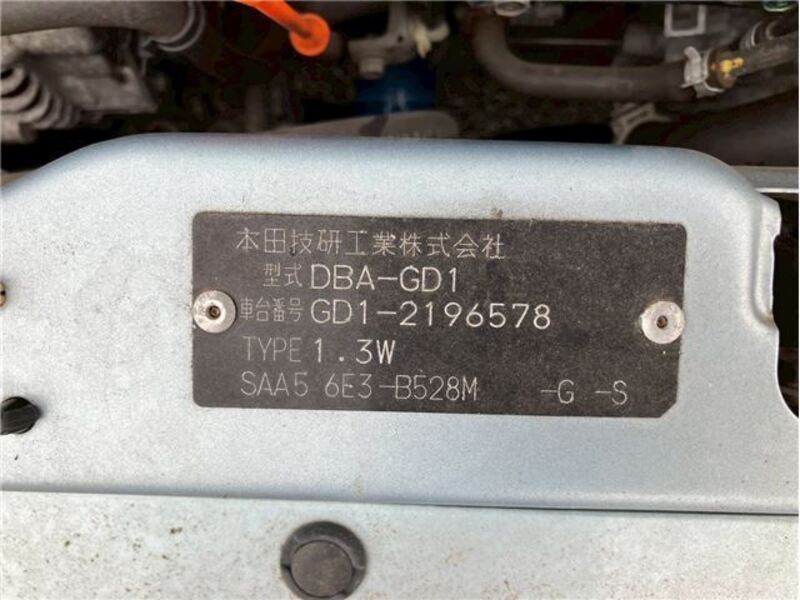 本田技研工業株式会社
型式 DBA-GD1
車台番号 GD1-2196578
TYPE 1.3W
SAA5 6E3-B528M -G -S